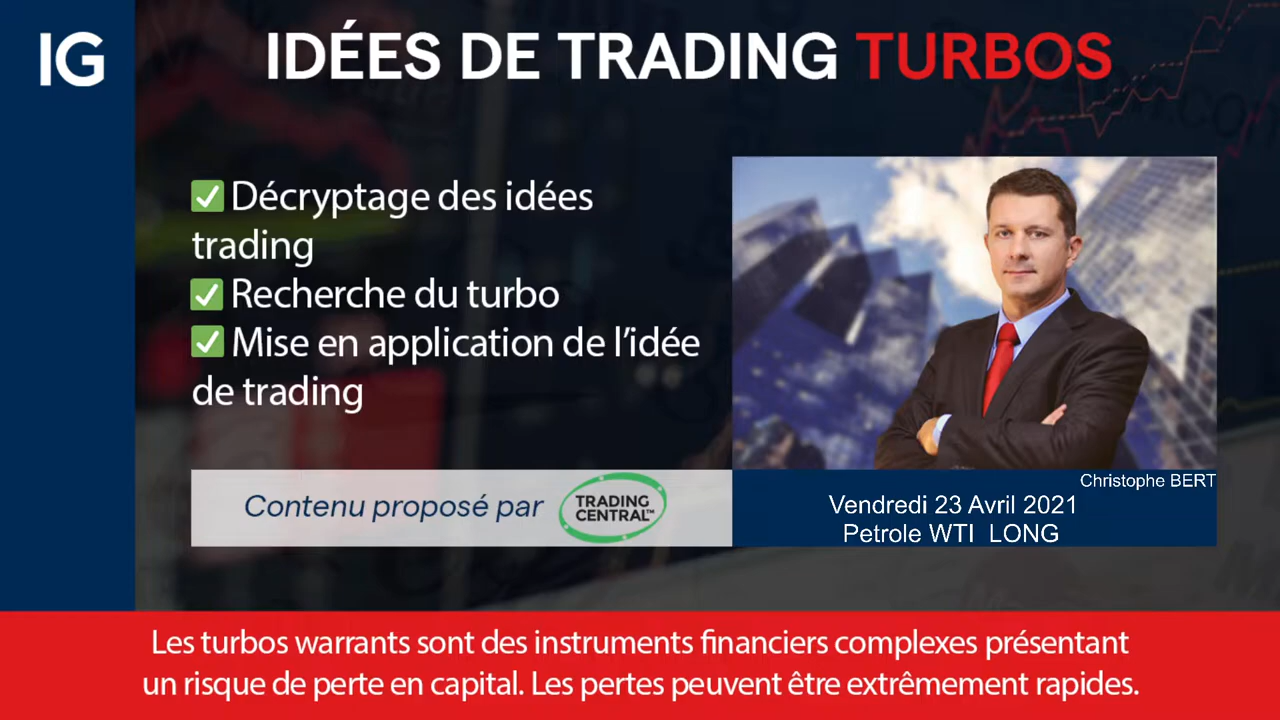 IG
IDÉES DE TRADING TURBOS
✅ Décryptage des idées
trading
✅ Recherche du turbo
✅ Mise en application de l'idée
de trading
Contenu proposé par
TRADING
CENTRAL™
Christophe BERT
Vendredi 23 Avril 2021
Petrole WTI LONG
Les turbos warrants sont des instruments financiers complexes présentant
un risque de perte en capital. Les pertes peuvent être extrêmement rapides.